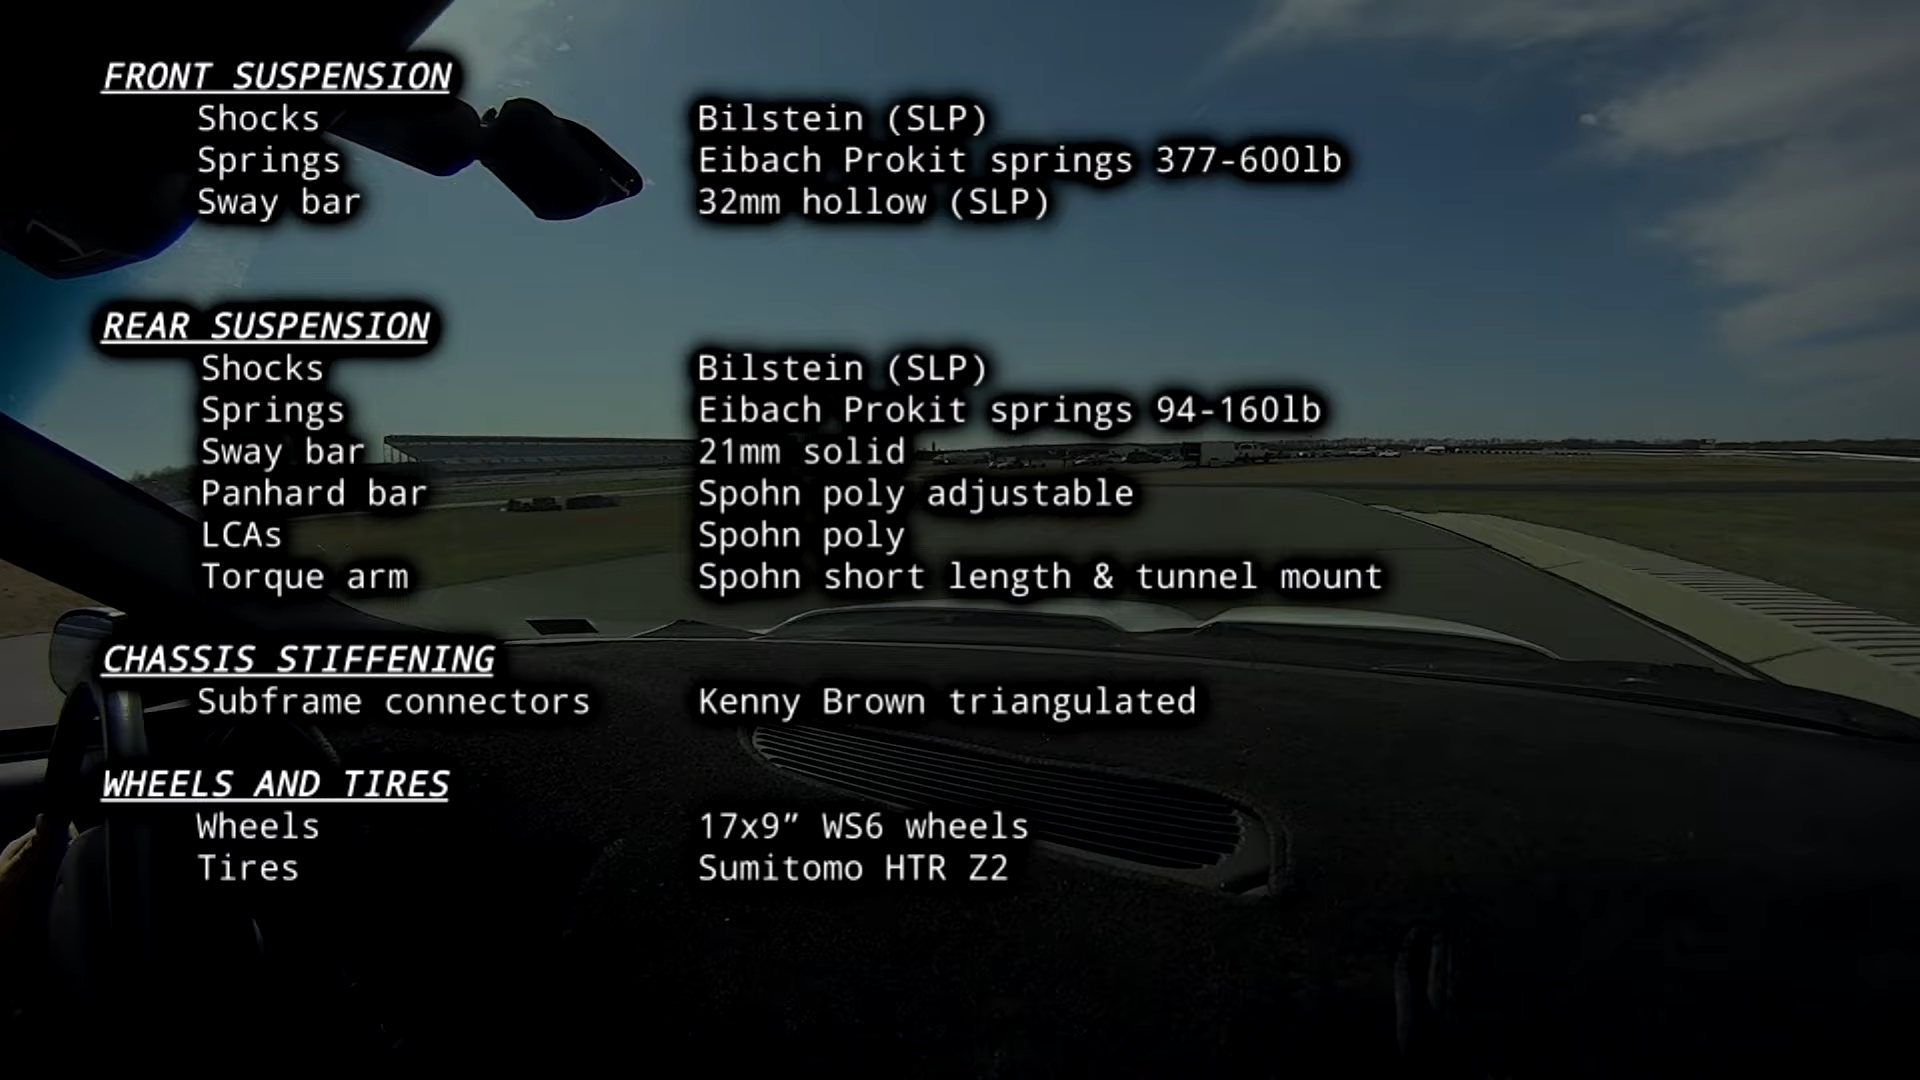 FRONT SUSPENSION
Shocks Bilstein (SLP)
Springs Eibach Prokit springs 377-600lb
Sway bar 32mm hollow (SLP)
REAR SUSPENSION
Shocks Bilstein (SLP)
Springs Eibach Prokit springs 94-160lb
Sway bar 21mm solid
Panhard bar Spohn poly adjustable
LCAs Spohn poly
Torque arm Spohn short length & tunnel mount
CHASSIS STIFFENING
Subframe connectors Kenny Brown triangulated
WHEELS AND TIRES
Wheels 17x9” WS6 wheels
Tires Sumitomo HTR Z2